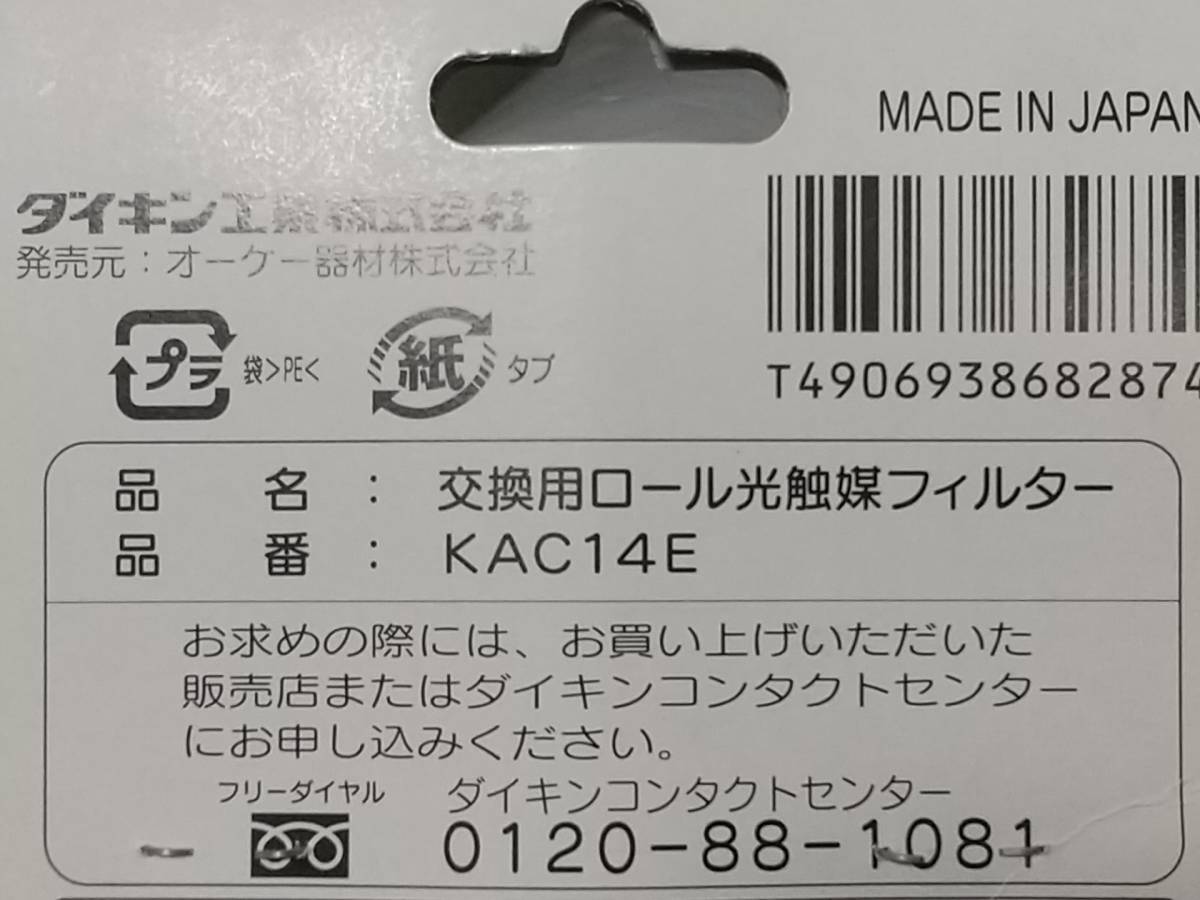 MADE IN JAPAN
ダイキン工業株式会社
発売元：オーケー器材株式会社
プラ 袋>PE<
紙 タブ
T4906938682874
品名：交換用ロール光触媒フィルター
品番：KAC14E
お求めの際には、お買い上げいただいた
販売店またはダイキンコンタクトセンター
にお申し込みください。
フリーダイヤル ダイキンコンタクトセンター
0120-88-1081